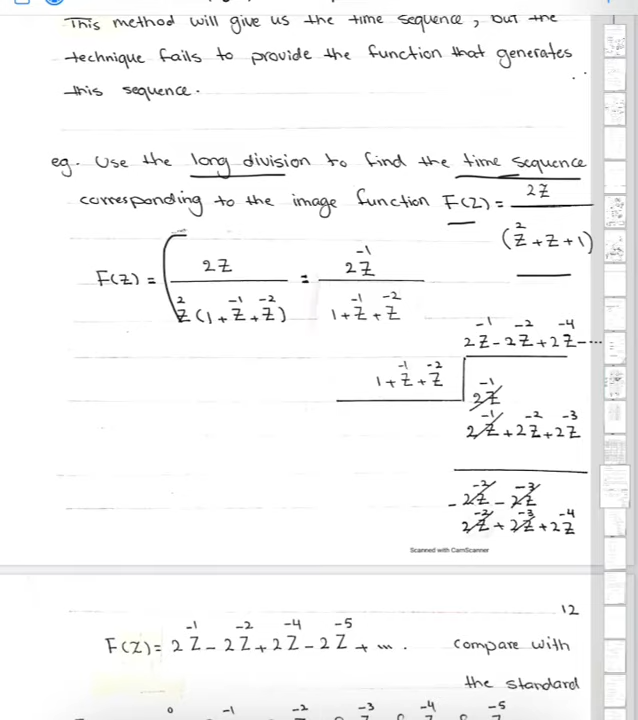 This method will give us the time sequence, but the
technique fails to provide the function that generates
this sequence.
eg. Use the long division to find the time sequence
corresponding to the image function F(Z) = 2Z / (Z² + Z + 1)
F(Z) = 2Z / Z²(1 + Z⁻¹ + Z⁻²) = 2Z⁻¹ / 1 + Z⁻¹ + Z⁻²
2Z⁻¹ - 2Z⁻² + 2Z⁻⁴ - ....
1 + Z⁻¹ + Z⁻²
2Z⁻¹
2Z⁻¹ + 2Z⁻² + 2Z⁻³
- 2Z⁻² - 2Z⁻³
2Z⁻² + 2Z⁻³ + 2Z⁻⁴
Scanned with CamScanner
12
F(Z) = 2Z⁻¹ - 2Z⁻² + 2Z⁻⁴ - 2Z⁻⁵ + .... compare with
the standard